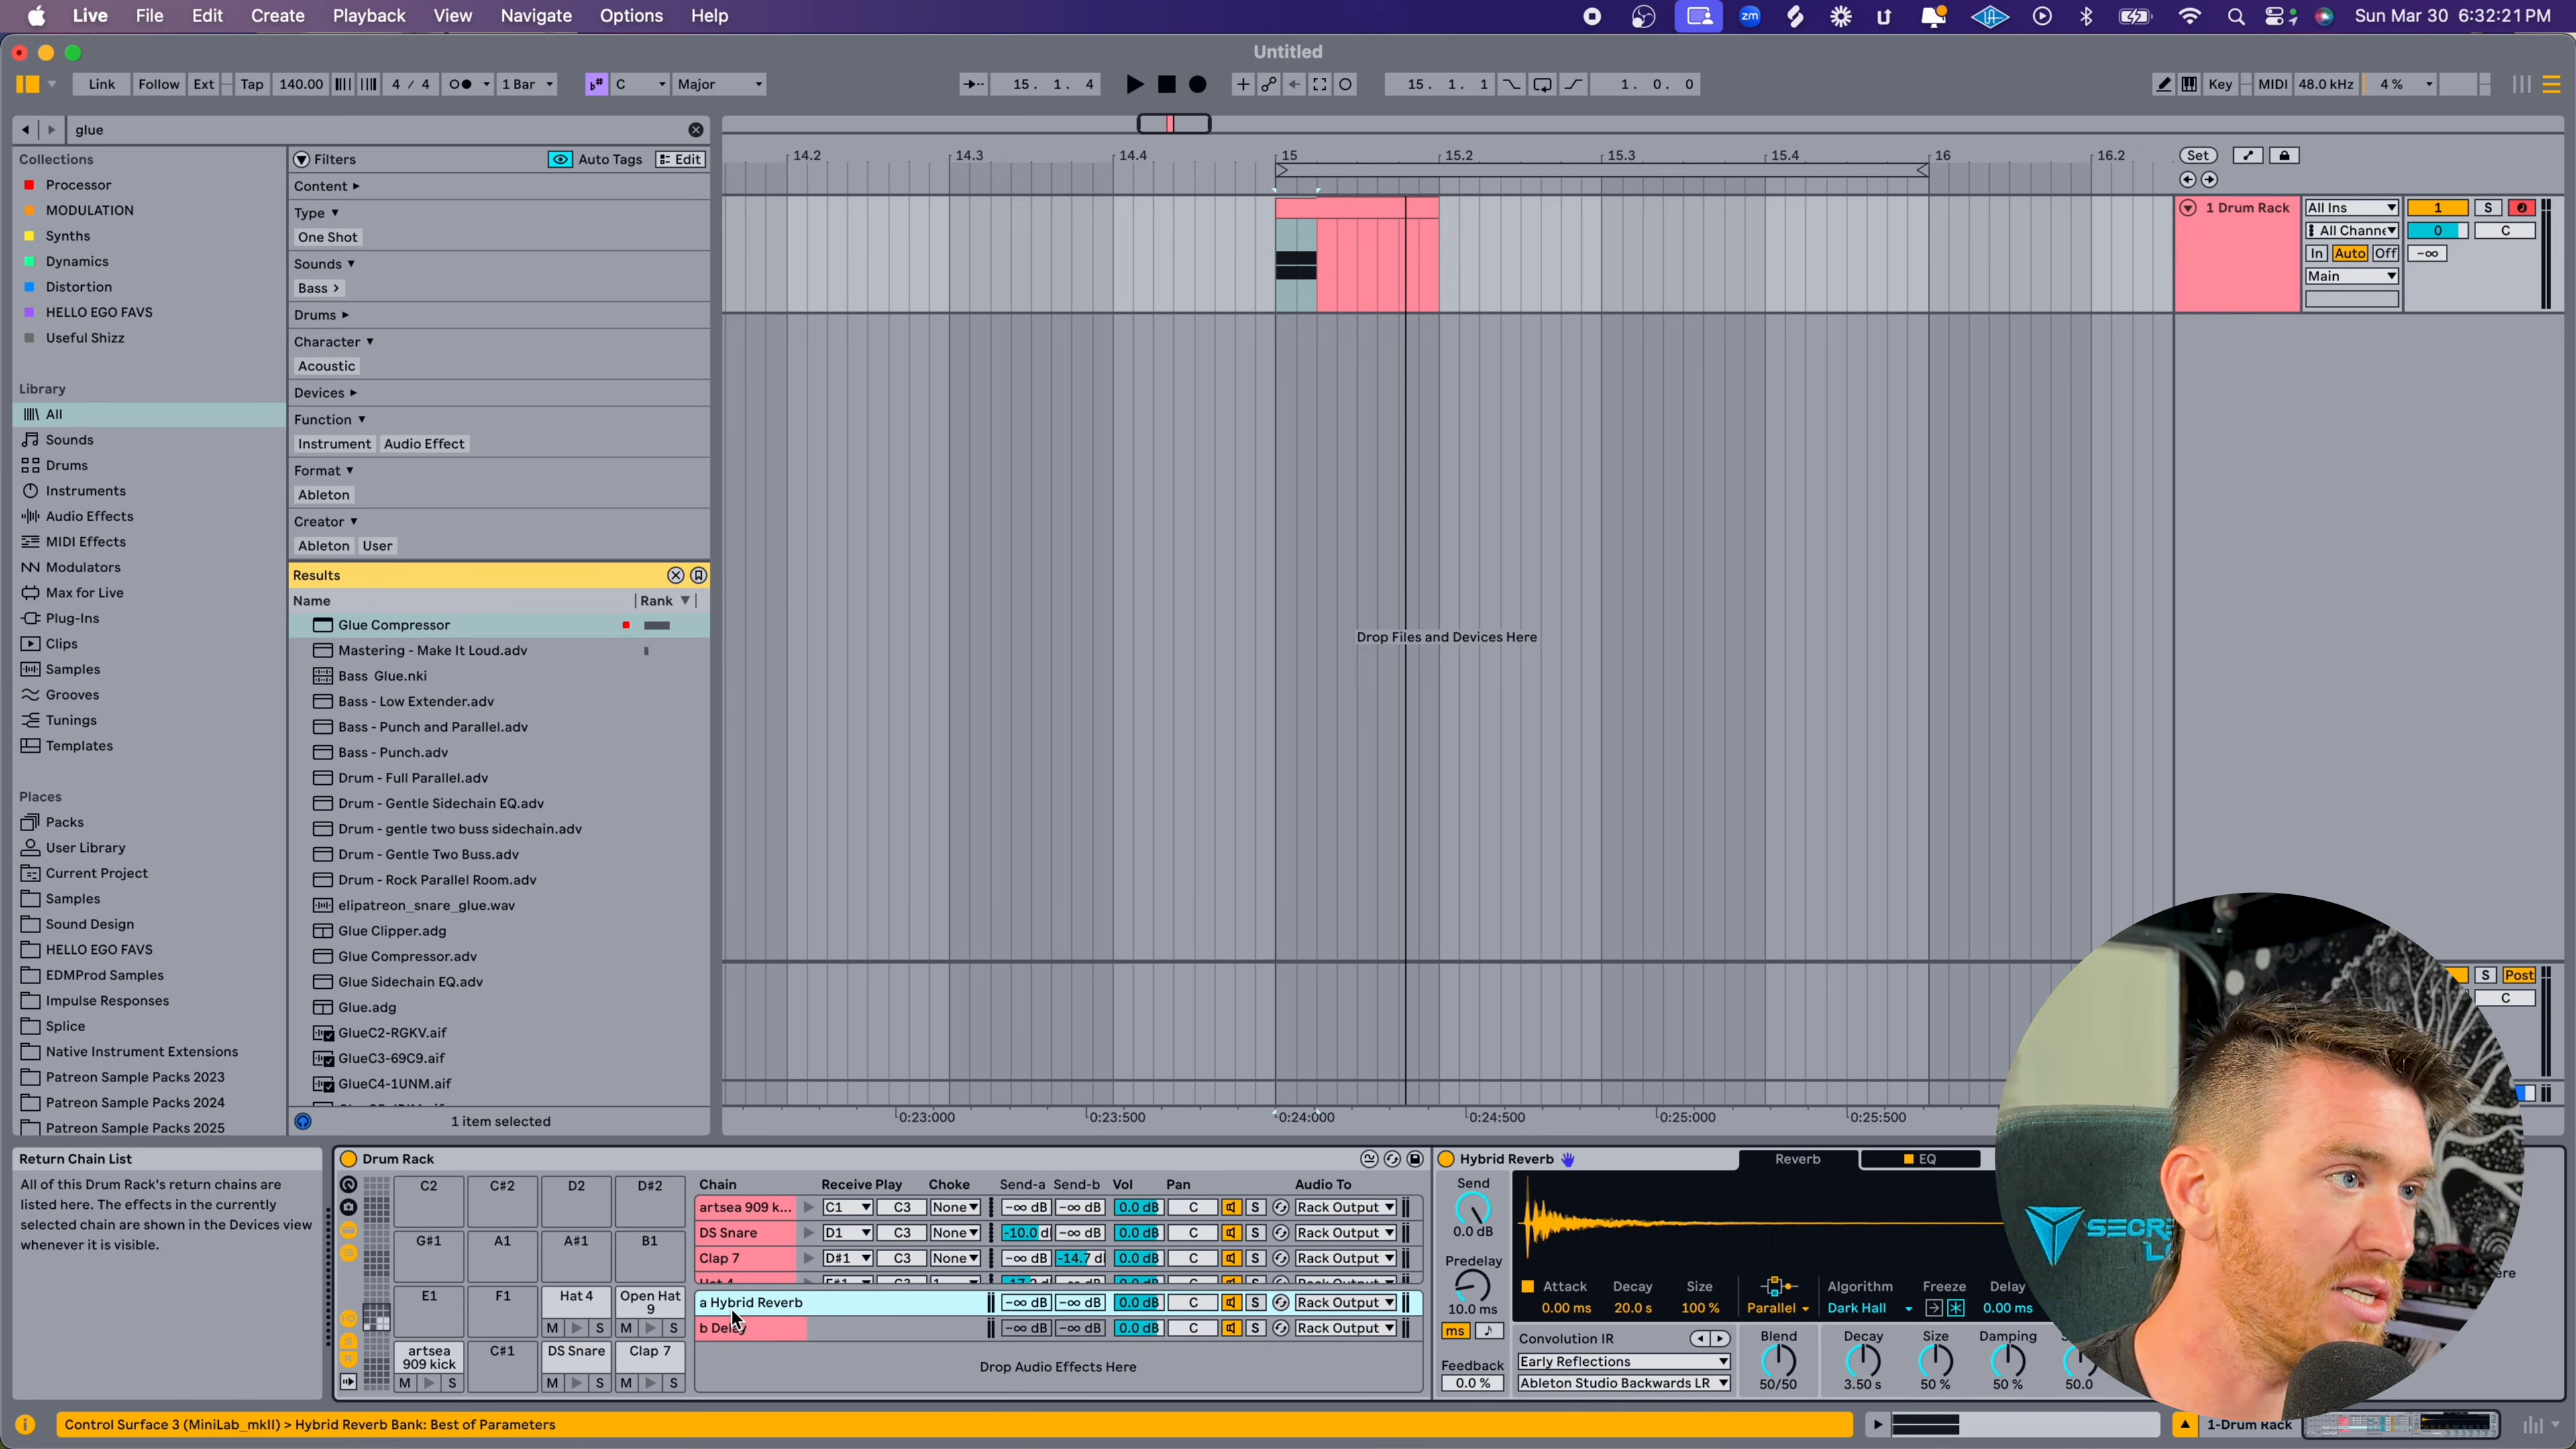 Live File Edit Create Playback View Navigate Options Help
zm Sun Mar 30 6:32:21 PM
Untitled
Link Follow Ext Tap 140.00 4 / 4 1 Bar C Major 15. 1. 4 15. 1. 1 1. 0. 0 Key MIDI 48.0 kHz 4 %
glue
Collections
Processor
MODULATION
Synths
Dynamics
Distortion
HELLO EGO FAVS
Useful Shizz
Library
All
Sounds
Drums
Instruments
Audio Effects
MIDI Effects
Modulators
Max for Live
Plug-Ins
Clips
Samples
Grooves
Tunings
Templates
Places
Packs
User Library
Current Project
Samples
Sound Design
HELLO EGO FAVS
EDMProd Samples
Impulse Responses
Splice
Native Instrument Extensions
Patreon Sample Packs 2023
Patreon Sample Packs 2024
Patreon Sample Packs 2025
Filters Auto Tags Edit
Content
Type
One Shot
Sounds
Bass >
Drums
Character
Acoustic
Devices
Function
Instrument Audio Effect
Format
Ableton
Creator
Ableton User
Results
Name Rank
Glue Compressor
Mastering - Make It Loud.adv
Bass Glue.nki
Bass - Low Extender.adv
Bass - Punch and Parallel.adv
Bass - Punch.adv
Drum - Full Parallel.adv
Drum - Gentle Sidechain EQ.adv
Drum - gentle two buss sidechain.adv
Drum - Gentle Two Buss.adv
Drum - Rock Parallel Room.adv
elipatreon_snare_glue.wav
Glue Clipper.adg
Glue Compressor.adv
Glue Sidechain EQ.adv
Glue.adg
GlueC2-RGKV.aif
GlueC3-69C9.aif
GlueC4-1UNM.aif
1 item selected
14.2 14.3 14.4 15 15.2 15.3 15.4 16 16.2
Set
1 Drum Rack All Ins 1 S
All Channe 0 C
In Auto Off -∞
Main
Drop Files and Devices Here
S Post
C
0:23:000 0:23:500 0:24:000 0:24:500 0:25:000 0:25:500
Return Chain List
All of this Drum Rack's return chains are
listed here. The effects in the currently
selected chain are shown in the Devices view
whenever it is visible.
Drum Rack
C2 C#2 D2 D#2
G#1 A1 A#1 B1
E1 F1 Hat 4 Open Hat
9
M S M S
artsea C#1 DS Snare Clap 7
909 kick
M S M S M S
Chain Receive Play Choke Send-a Send-b Vol Pan Audio To
artsea 909 k... C1 C3 None -∞ dB -∞ dB 0.0 dB C S Rack Output
DS Snare D1 C3 None -10.0 d -∞ dB 0.0 dB C S Rack Output
Clap 7 D#1 C3 None -∞ dB -14.7 d 0.0 dB C S Rack Output
a Hybrid Reverb -∞ dB -∞ dB 0.0 dB C S Rack Output
b Delay -∞ dB -∞ dB 0.0 dB C S Rack Output
Drop Audio Effects Here
Hybrid Reverb Reverb EQ
Send
0.0 dB
Predelay
10.0 ms
ms
Feedback
0.0 %
Attack Decay Size Algorithm Freeze Delay
0.00 ms 20.0 s 100 % Parallel Dark Hall 0.00 ms
Convolution IR
Early Reflections
Ableton Studio Backwards LR
Blend Decay Size Damping
50/50 3.50 s 50 % 50 % 50.0
SECRE
Control Surface 3 (MiniLab_mkII) > Hybrid Reverb Bank: Best of Parameters
1-Drum Rack